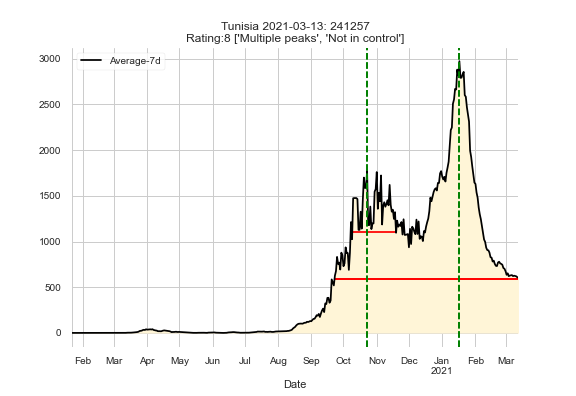 Tunisia 2021-03-13: 241257
Rating:8 ['Multiple peaks', 'Not in control']
Average-7d
3000
2500
2000
1500
1000
500
0
Feb Mar Apr May Jun Jul Aug Sep Oct Nov Dec Jan Feb Mar
2021
Date